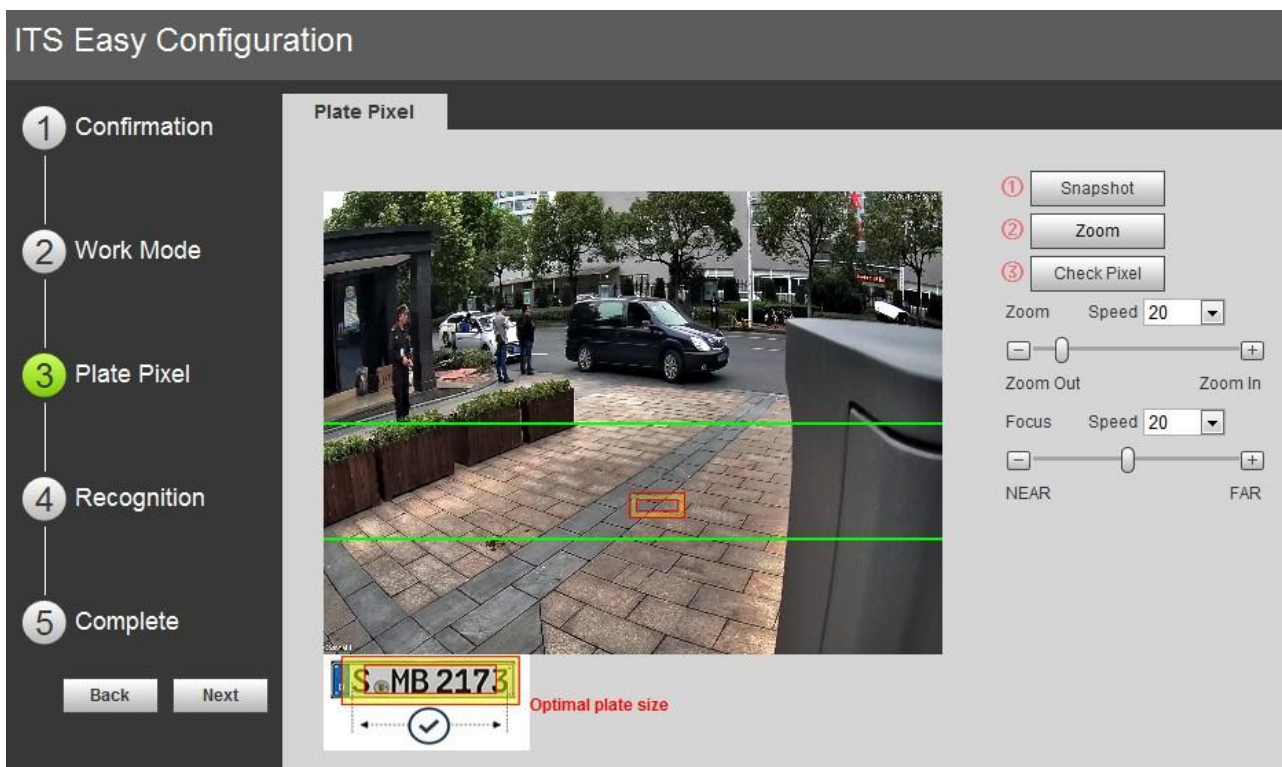 ITS Easy Configuration
1 Confirmation
2 Work Mode
3 Plate Pixel
4 Recognition
5 Complete
Back Next
Plate Pixel
① Snapshot
② Zoom
③ Check Pixel
Zoom Speed 20
Zoom Out Zoom In
Focus Speed 20
NEAR FAR
S MB 2173
Optimal plate size